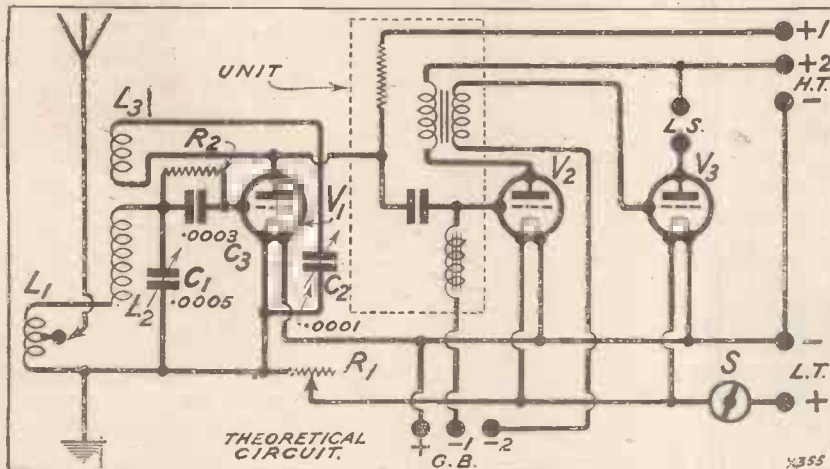 +1
UNIT
+2
H.T.
-
L3
R2
L.S.
V2
V3
V1
.0003
C3
L1
C1
C2
L2
.0005
.0001
-
R1
S
L.T.
+
THEORETICAL
CIRCUIT.
+ -1 -2
G.B.